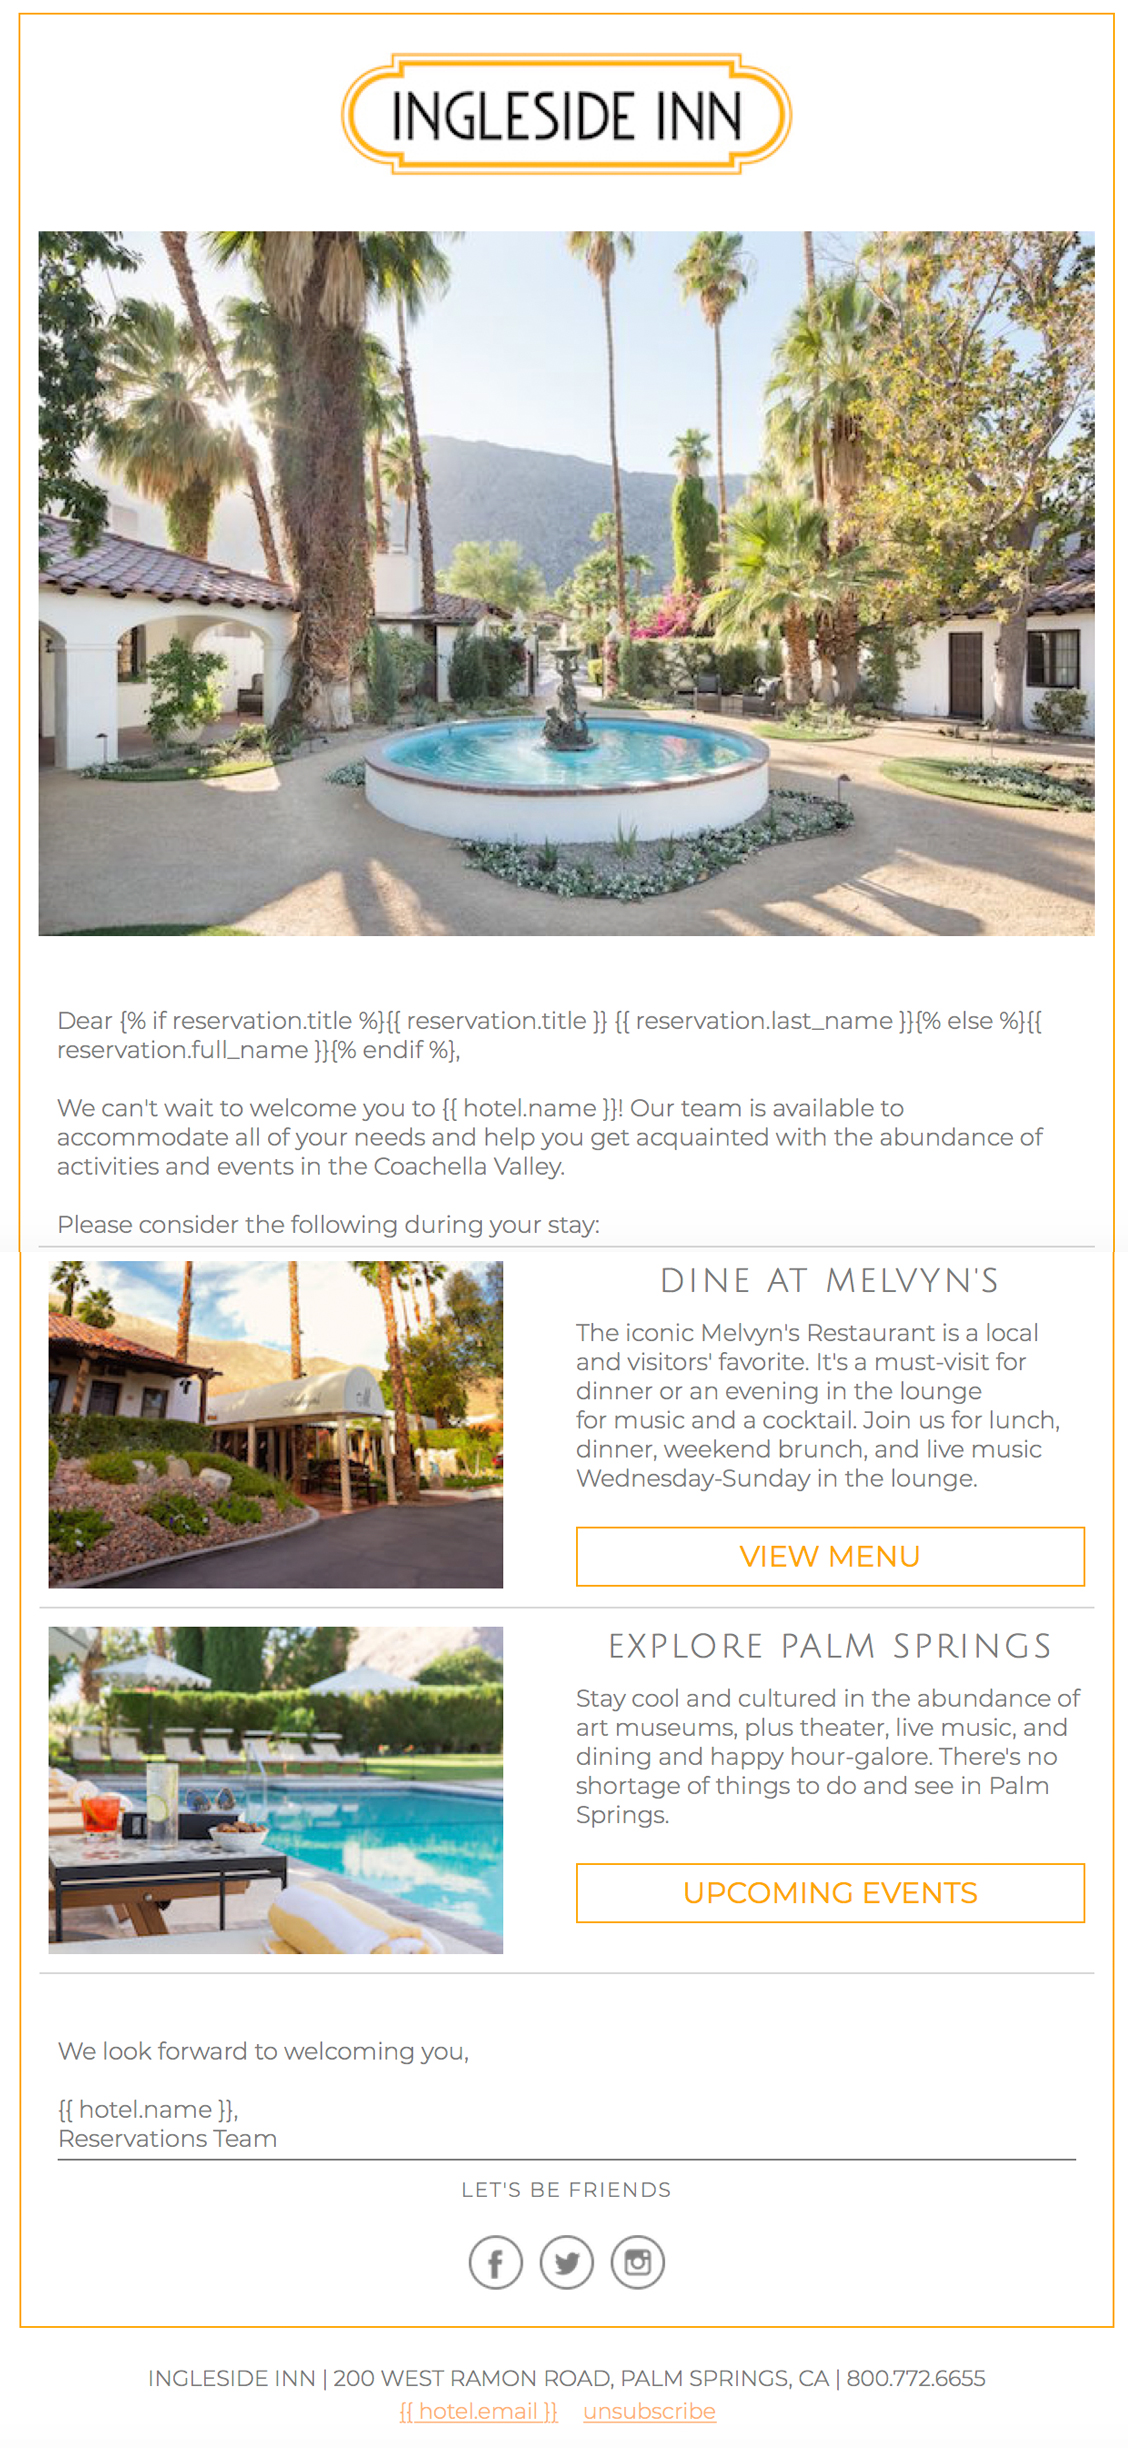 INGLESIDE INN
Dear {% if reservation.title %}{{ reservation.title }} {{ reservation.last_name }}{% else %}{{
reservation.full_name }}{% endif %},
We can't wait to welcome you to {{ hotel.name }}! Our team is available to
accommodate all of your needs and help you get acquainted with the abundance of
activities and events in the Coachella Valley.
Please consider the following during your stay:
DINE AT MELVYN'S
The iconic Melvyn's Restaurant is a local
and visitors' favorite. It's a must-visit for
dinner or an evening in the lounge
for music and a cocktail. Join us for lunch,
dinner, weekend brunch, and live music
Wednesday-Sunday in the lounge.
VIEW MENU
EXPLORE PALM SPRINGS
Stay cool and cultured in the abundance of
art museums, plus theater, live music, and
dining and happy hour-galore. There's no
shortage of things to do and see in Palm
Springs.
UPCOMING EVENTS
We look forward to welcoming you,
{{ hotel.name }},
Reservations Team
LET'S BE FRIENDS
INGLESIDE INN | 200 WEST RAMON ROAD, PALM SPRINGS, CA | 800.772.6655
{{ hotel.email }} unsubscribe